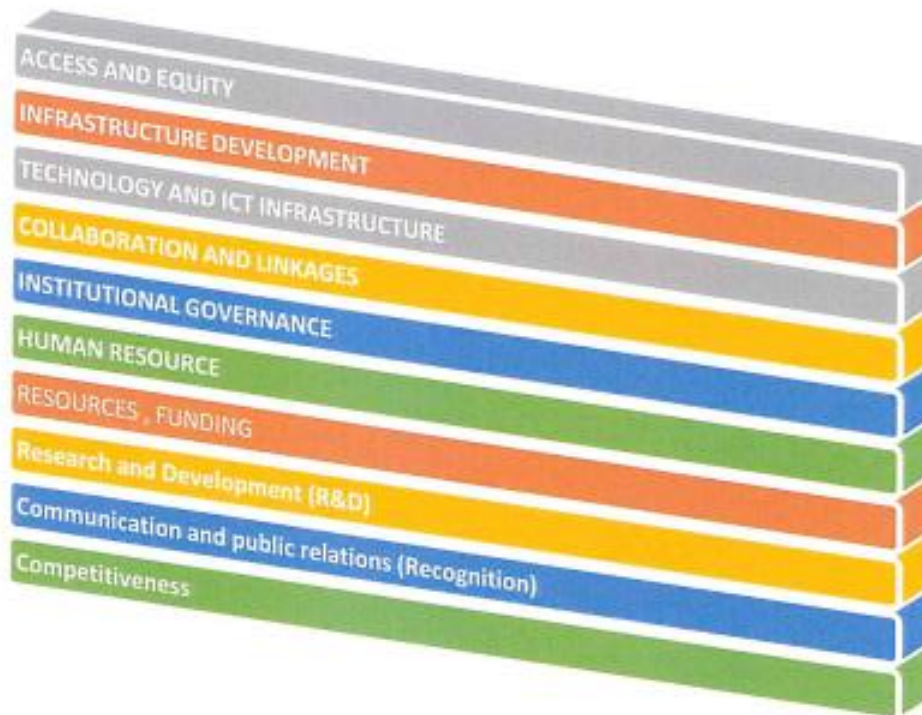 ACCESS AND EQUITY
INFRASTRUCTURE DEVELOPMENT
TECHNOLOGY AND ICT INFRASTRUCTURE
COLLABORATION AND LINKAGES
INSTITUTIONAL GOVERNANCE
HUMAN RESOURCE
RESOURCES , FUNDING
Research and Development (R&D)
Communication and public relations (Recognition)
Competitiveness